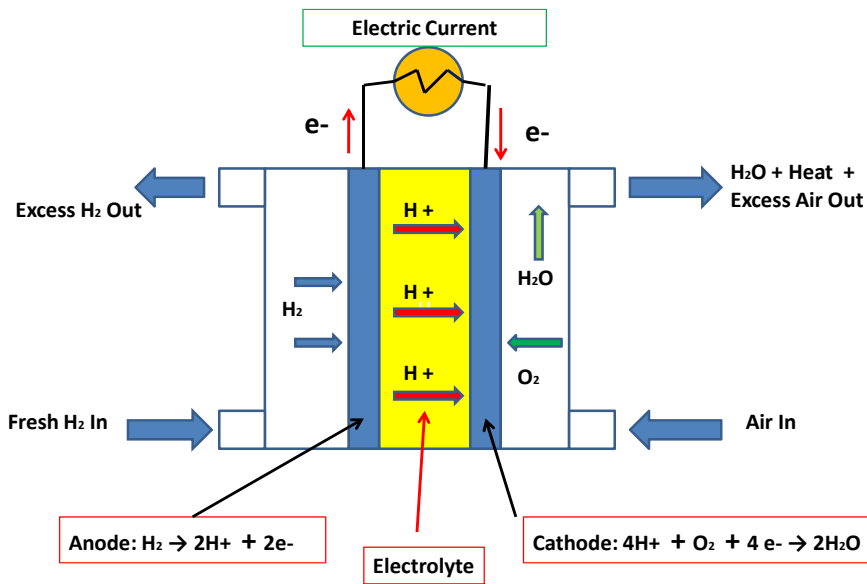 Electric Current
e-
e-
H₂O + Heat +
Excess Air Out
Excess H₂ Out
H +
H₂O
H₂
H +
H +
O₂
Fresh H₂ In
Air In
Anode: H₂ → 2H+ + 2e-
Electrolyte
Cathode: 4H+ + O₂ + 4 e- → 2H₂O